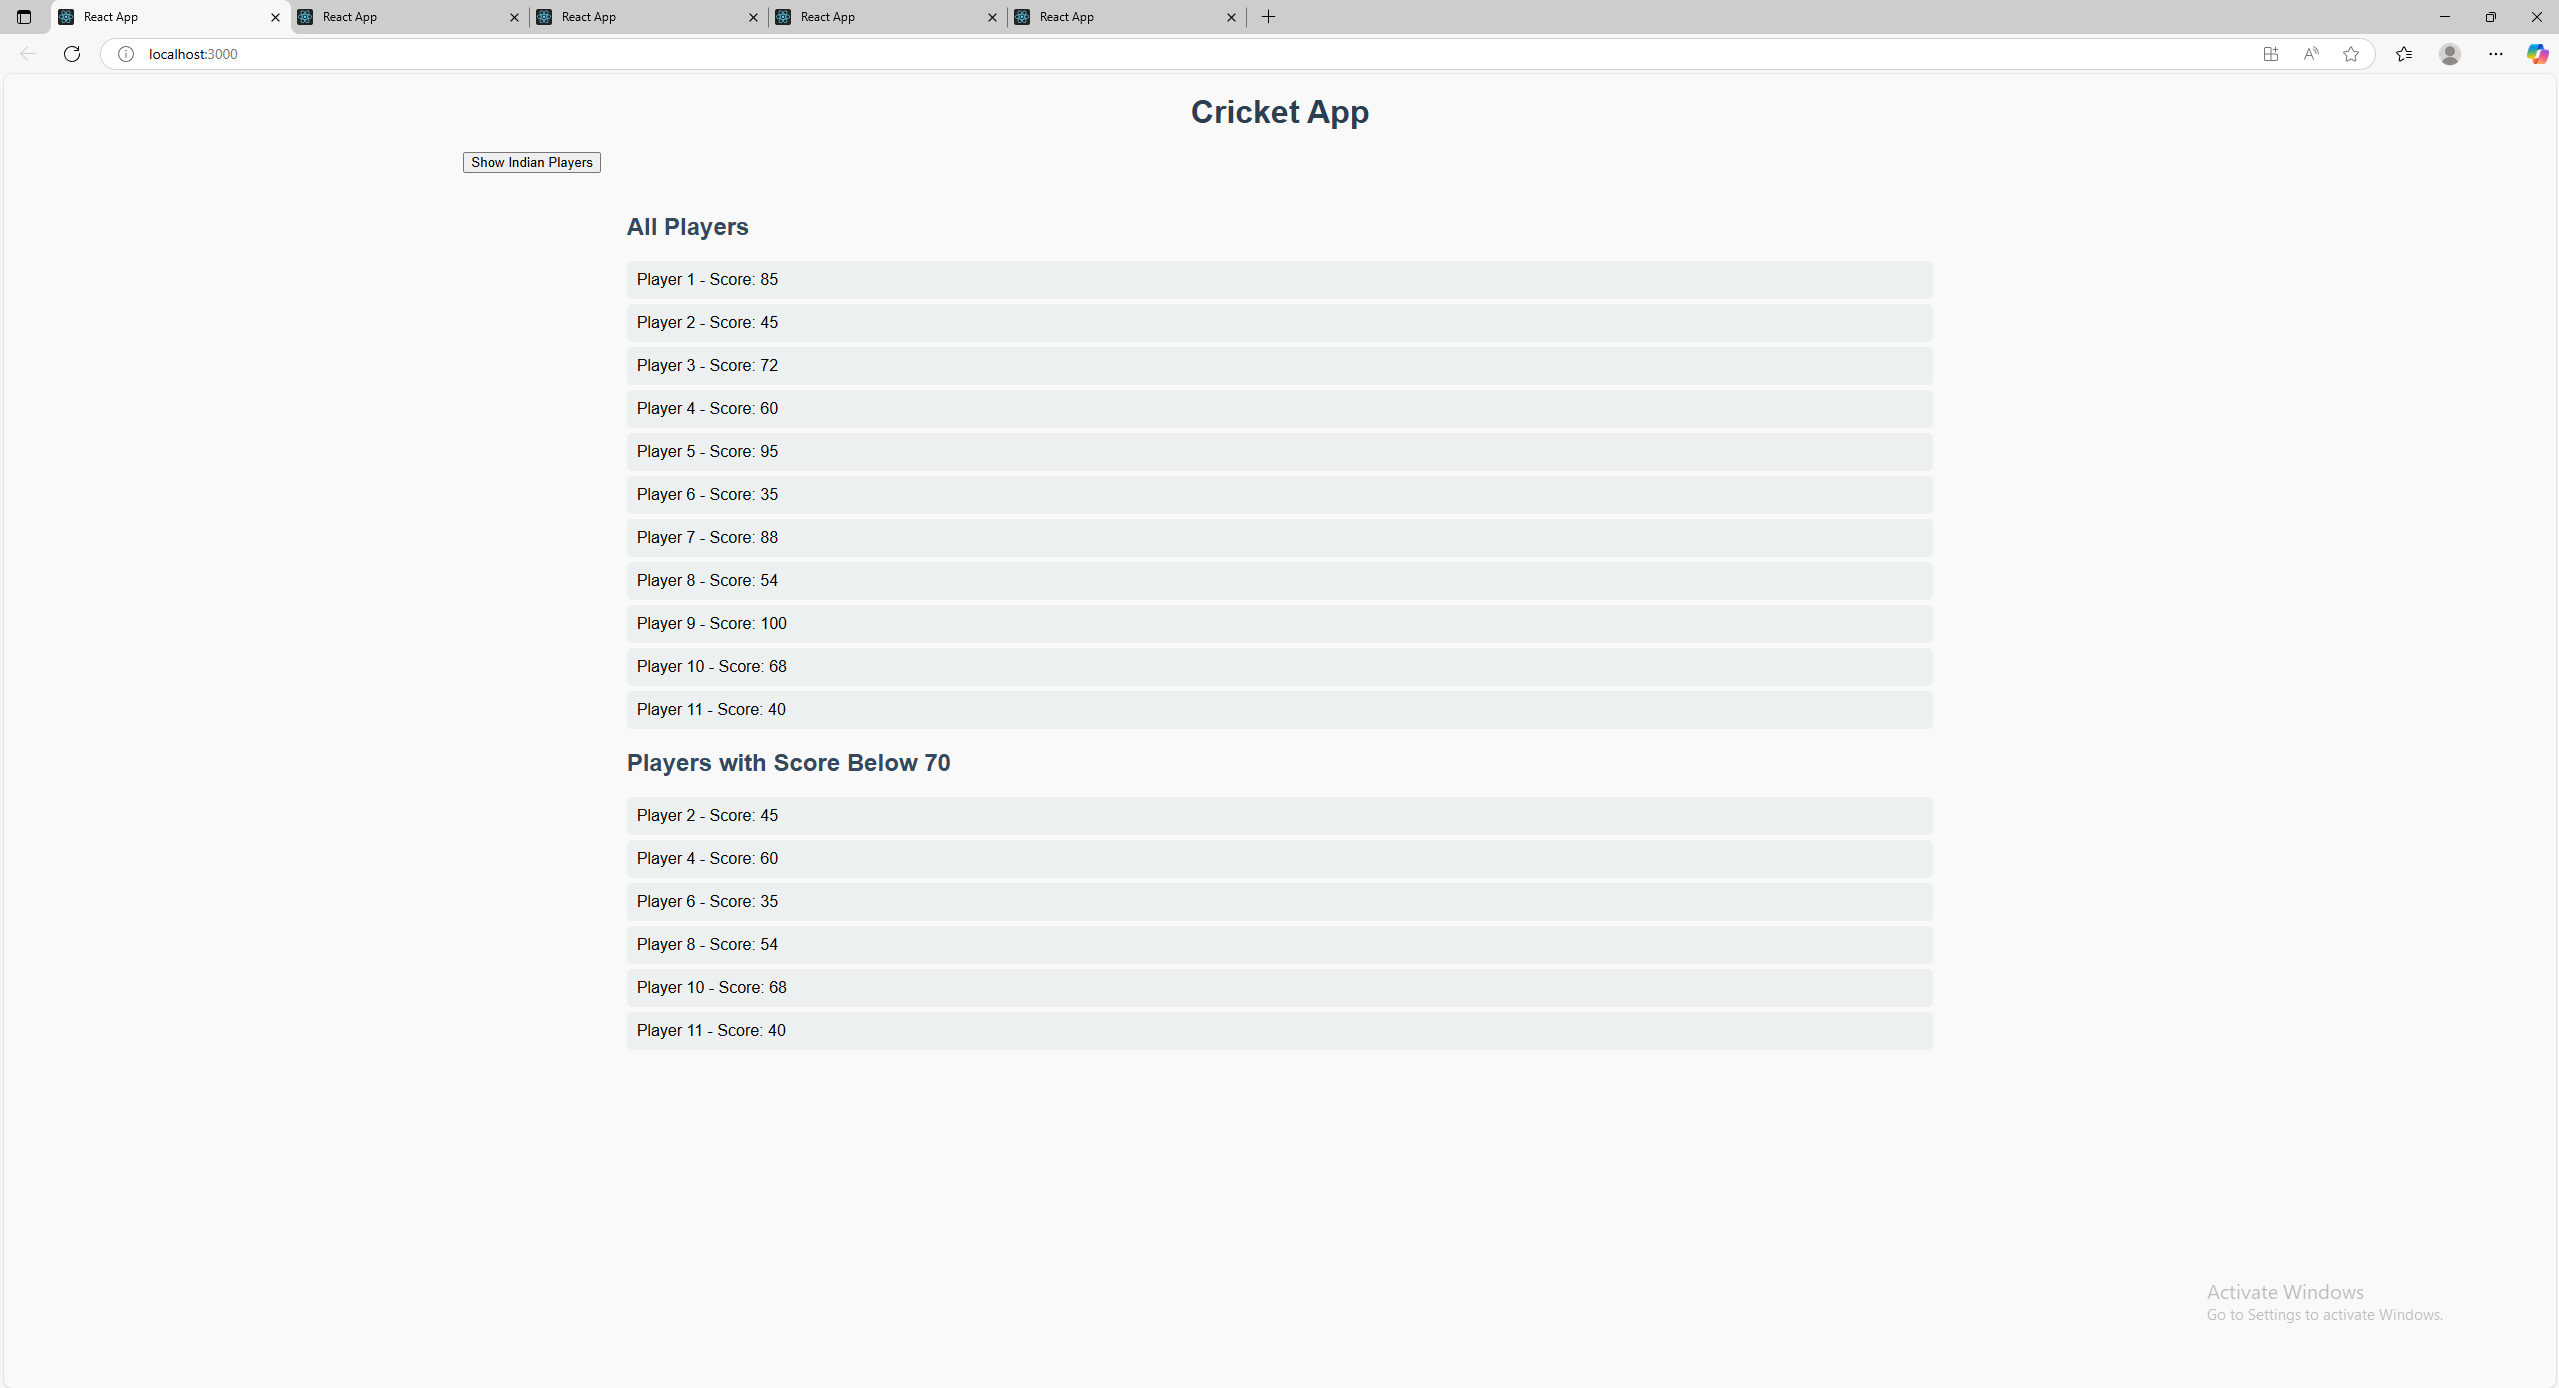 React App
React App
React App
React App
React App
localhost:3000
Cricket App
Show Indian Players
All Players
Player 1 - Score: 85
Player 2 - Score: 45
Player 3 - Score: 72
Player 4 - Score: 60
Player 5 - Score: 95
Player 6 - Score: 35
Player 7 - Score: 88
Player 8 - Score: 54
Player 9 - Score: 100
Player 10 - Score: 68
Player 11 - Score: 40
Players with Score Below 70
Player 2 - Score: 45
Player 4 - Score: 60
Player 6 - Score: 35
Player 8 - Score: 54
Player 10 - Score: 68
Player 11 - Score: 40
Activate Windows
Go to Settings to activate Windows.